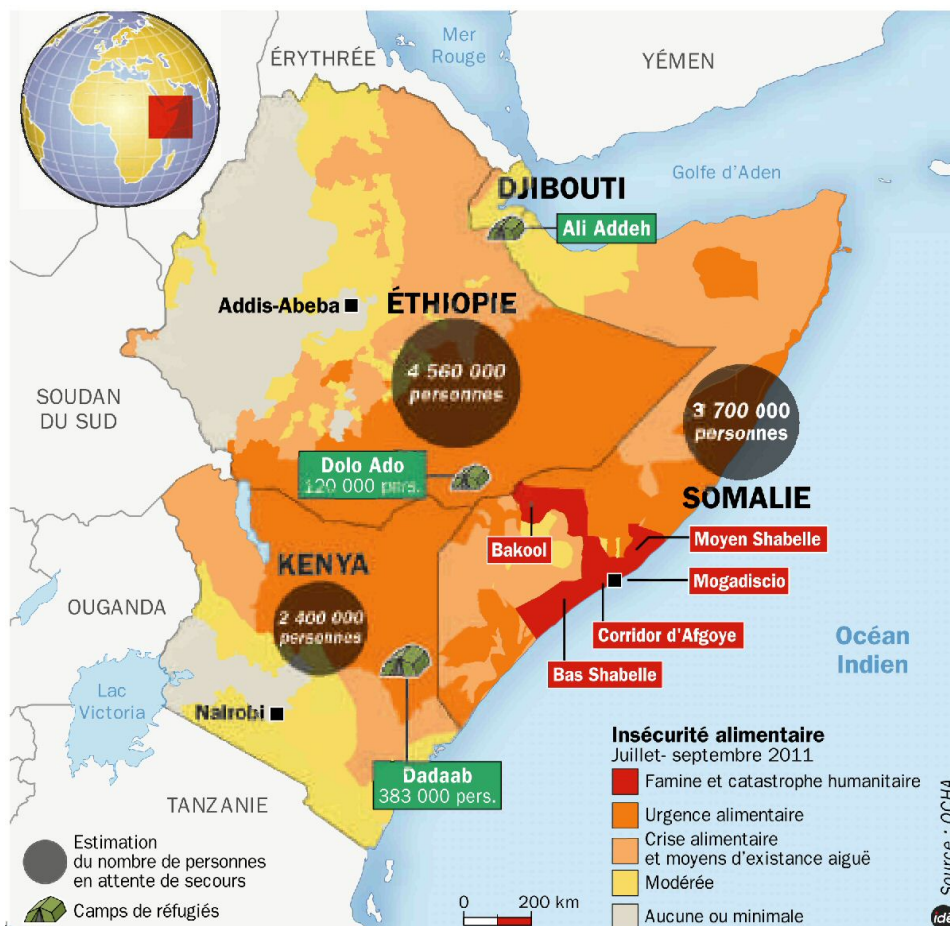 Mer
Rouge
ÉRYTHRÉE
YÉMEN
Golfe d'Aden
DJIBOUTI
Ali Addeh
Addis-Abeba
ÉTHIOPIE
4 560 000
personnes
SOUDAN
DU SUD
3 700 000
personnes
Dolo Ado
120 000 pers.
SOMALIE
Bakool
Moyen Shabelle
KENYA
Mogadiscio
OUGANDA
2 400 000
personnes
Corridor d'Afgoye
Océan
Indien
Bas Shabelle
Lac
Victoria
Nairobi
Dadaab
383 000 pers.
TANZANIE
Insécurité alimentaire
Juillet- septembre 2011
Famine et catastrophe humanitaire
Urgence alimentaire
Crise alimentaire
et moyens d'existance aiguë
Modérée
Aucune ou minimale
Estimation
du nombre de personnes
en attente de secours
Camps de réfugiés
0 200 km
Source : OCHA
idé